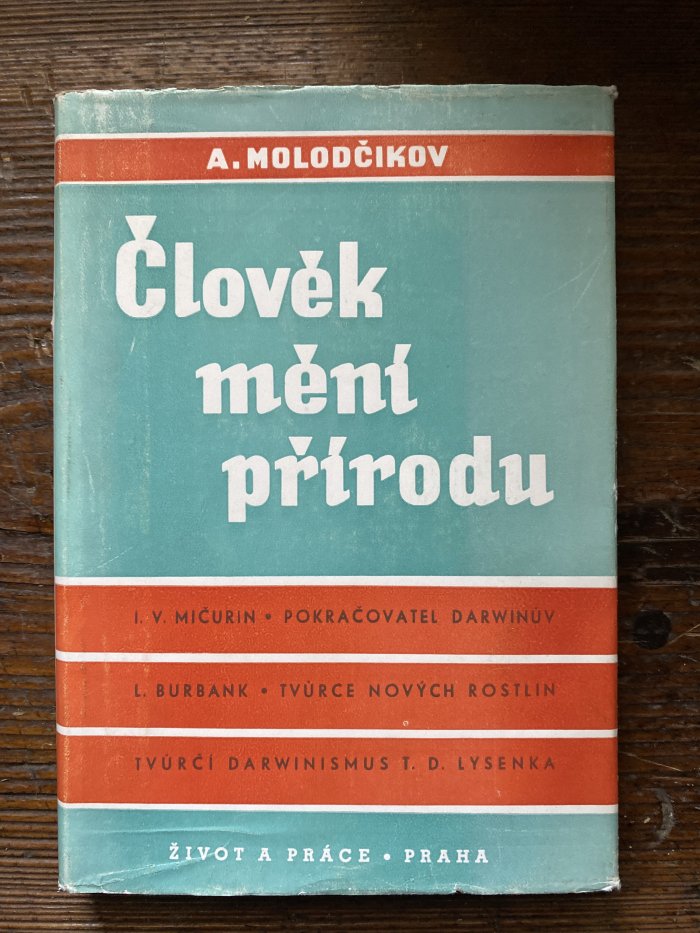 A. MOLODČIKOV
Člověk
mění
přírodu
I. V. MIČURIN • POKRAČOVATEL DARWINŮV
L. BURBANK • TVŮRCE NOVÝCH ROSTLIN
TVŮRČÍ DARWINISMUS T. D. LYSENKA
ŽIVOT A PRÁCE • PRAHA